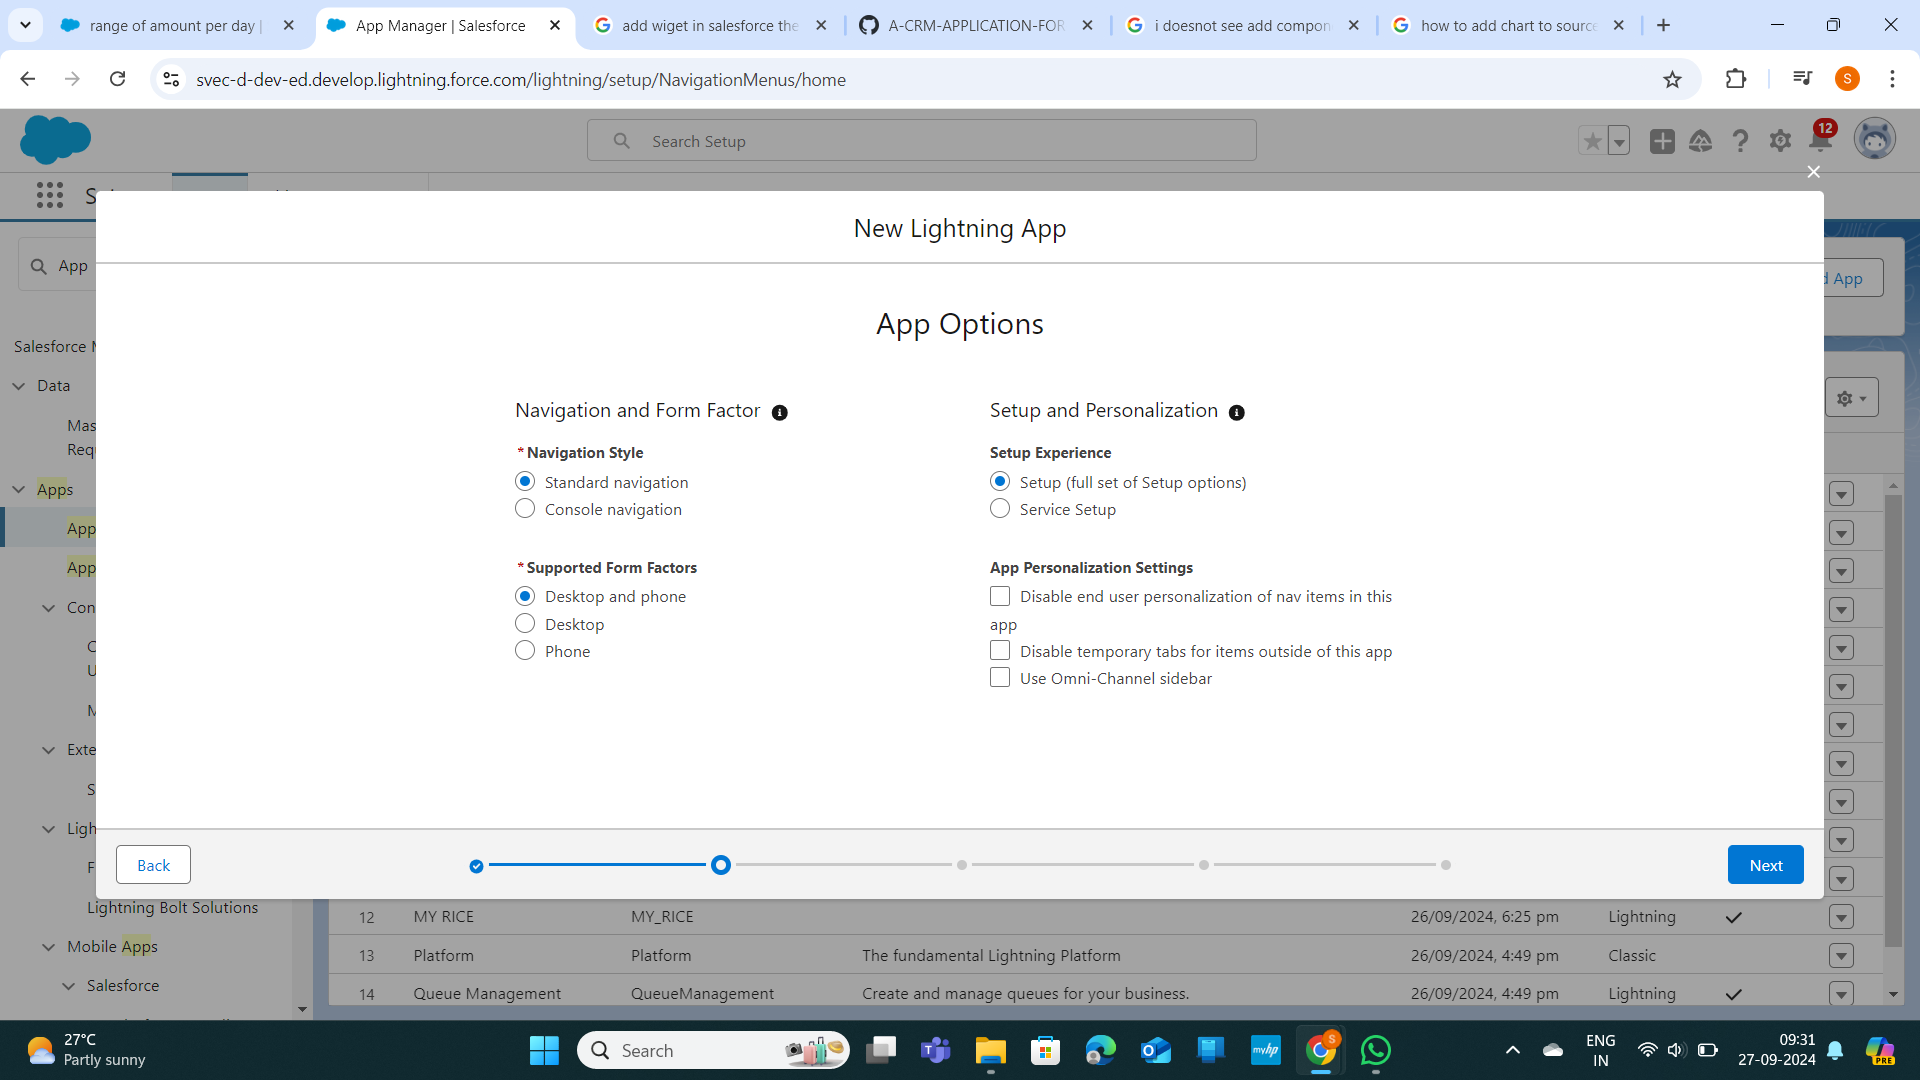 range of amount per day |
App Manager | Salesforce
add wiget in salesforce the
A-CRM-APPLICATION-FOR
i doesnot see add compon
how to add chart to source
svec-d-dev-ed.develop.lightning.force.com/lightning/setup/NavigationMenus/home
S
Search Setup
12
New Lightning App
App
d App
App Options
Salesforce M
Data
Mas
Req
Apps
App
App
Con
C
U
M
Exte
S
Ligh
F
Lightning Bolt Solutions
Mobile Apps
Salesforce
Navigation and Form Factor
*Navigation Style
Standard navigation
Console navigation
*Supported Form Factors
Desktop and phone
Desktop
Phone
Setup and Personalization
Setup Experience
Setup (full set of Setup options)
Service Setup
App Personalization Settings
Disable end user personalization of nav items in this
app
Disable temporary tabs for items outside of this app
Use Omni-Channel sidebar
Back
Next
12 MY RICE MY_RICE 26/09/2024, 6:25 pm Lightning
13 Platform Platform The fundamental Lightning Platform 26/09/2024, 4:49 pm Classic
14 Queue Management QueueManagement Create and manage queues for your business. 26/09/2024, 4:49 pm Lightning
27°C
Partly sunny
Search
myhp
S
ENG
IN
09:31
27-09-2024
PRE